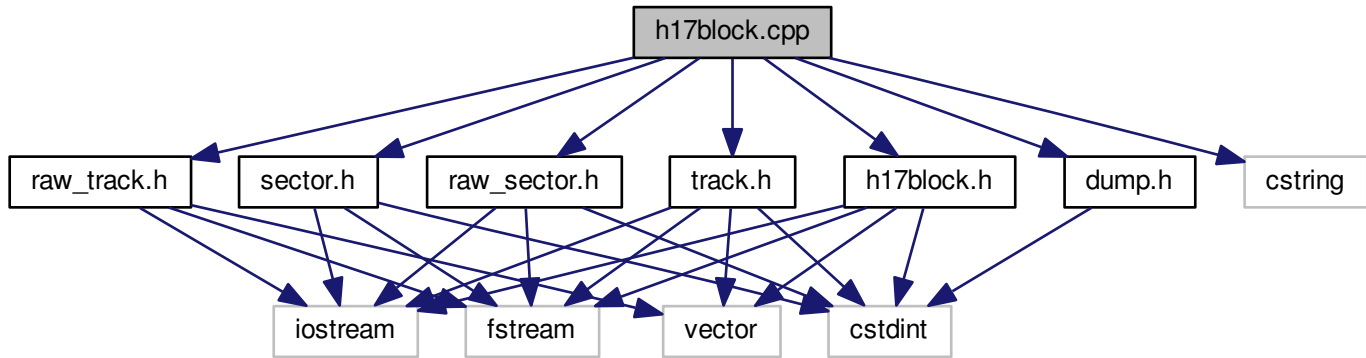 h17block.cpp
raw_track.h
sector.h
raw_sector.h
track.h
h17block.h
dump.h
cstring
iostream
fstream
vector
cstdint